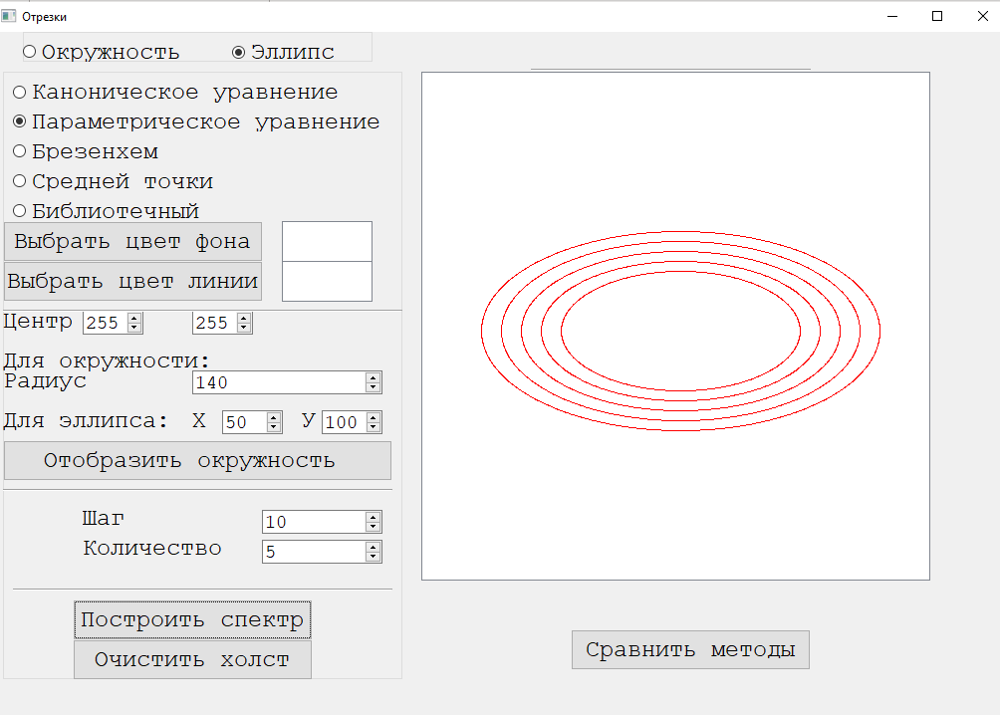 Отрезки
Окружность Эллипс
Каноническое уравнение
Параметрическое уравнение
Брезенхем
Средней точки
Библиотечный
Выбрать цвет фона
Выбрать цвет линии
Центр 255 255
Для окружности:
Радиус 140
Для эллипса: X 50 У 100
Отобразить окружность
Шаг 10
Количество 5
Построить спектр
Очистить холст
Сравнить методы